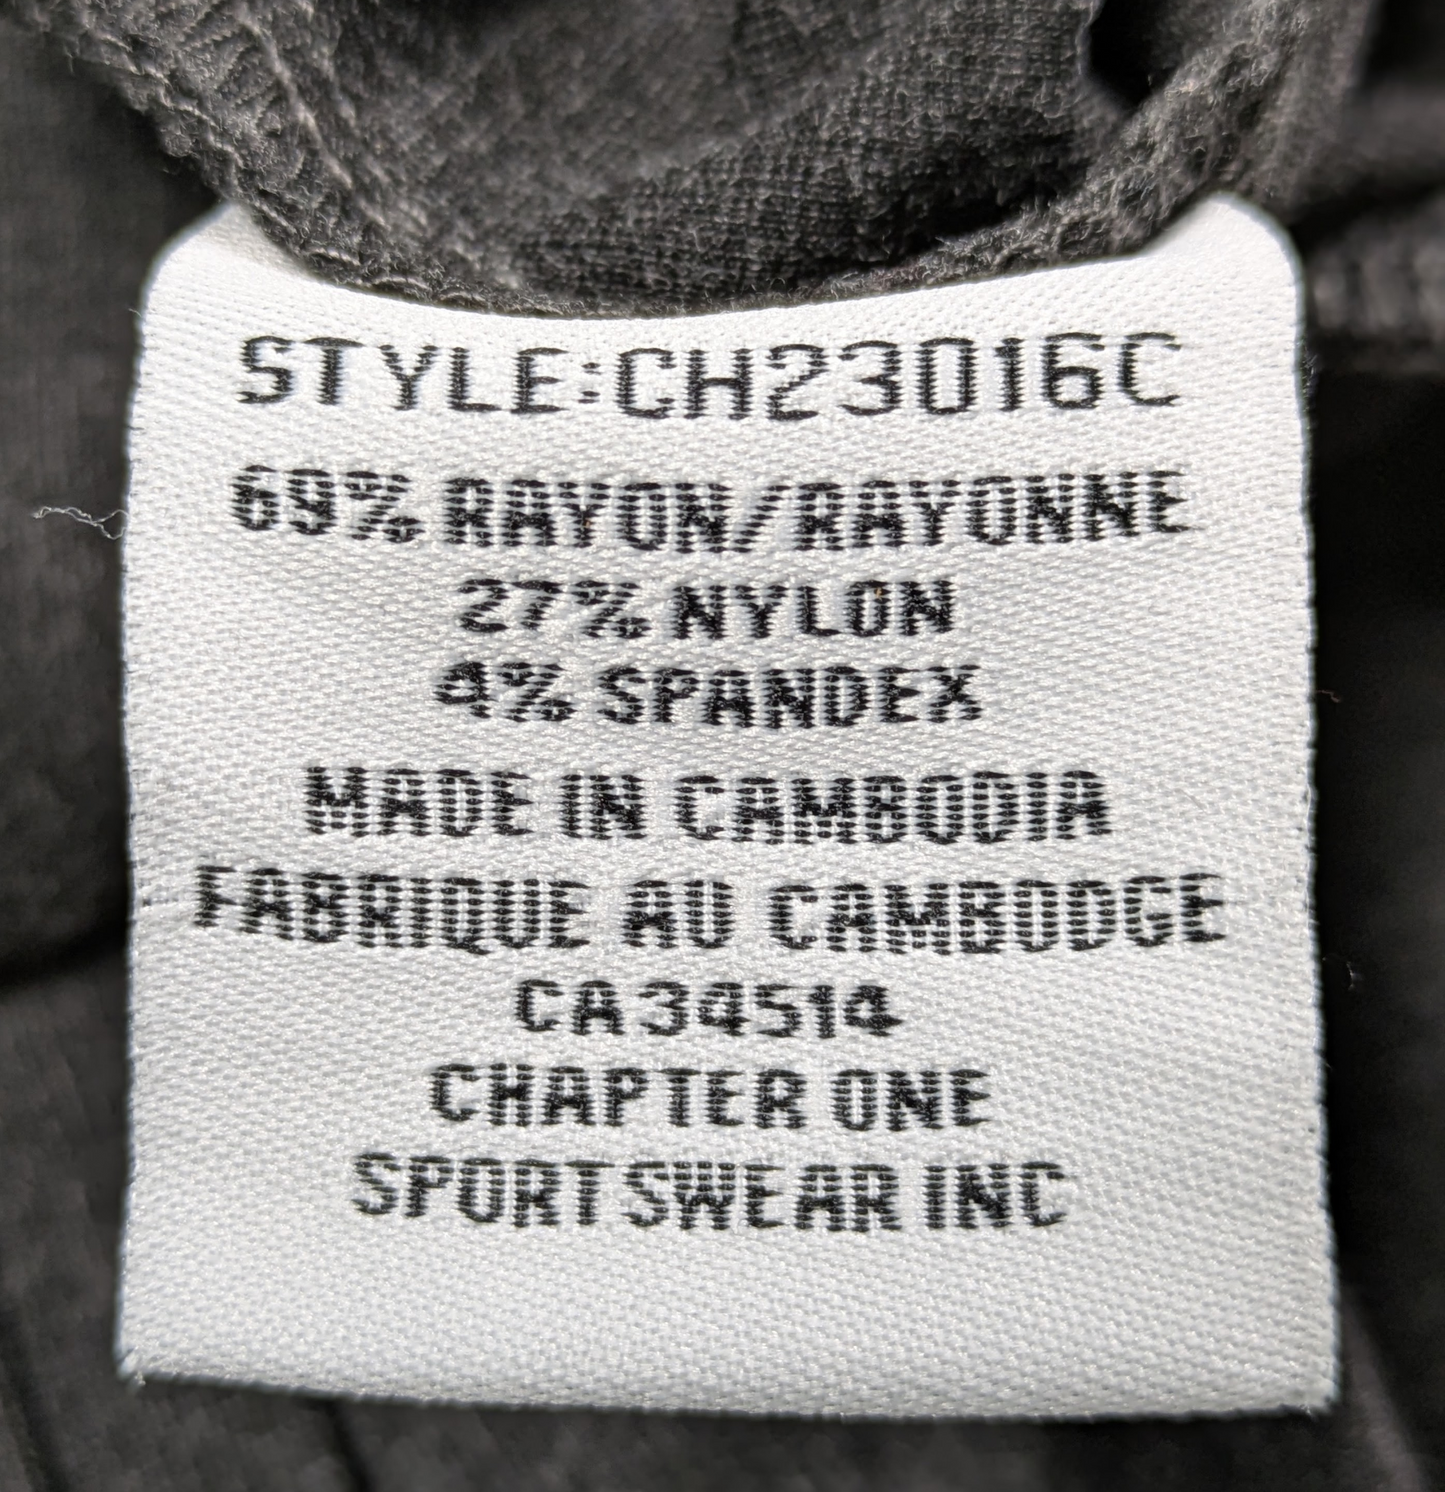 STYLE:CH23016C
69% RAYON/RAYONNE
27% NYLON
4% SPANDEX
MADE IN CAMBODIA
FABRIQUE AU CAMBODGE
CA34514
CHAPTER ONE
SPORTSWEAR INC